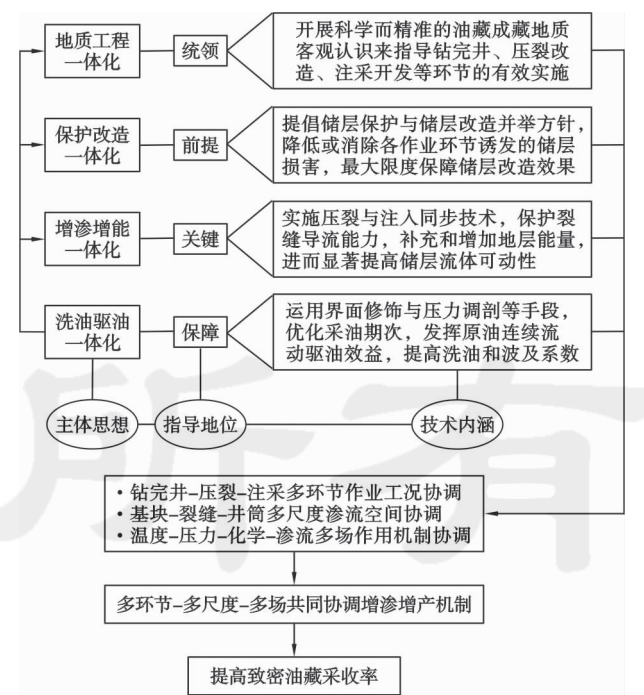 地质工程
一体化
统领
开展科学而精准的油藏成藏地质
客观认识来指导钻完井、压裂改
造、注采开发等环节的有效实施
保护改造
一体化
前提
提倡储层保护与储层改造并举方针，
降低或消除各作业环节诱发的储层
损害，最大限度保障储层改造效果
增渗增能
一体化
关键
实施压裂与注入同步技术，保护裂
缝导流能力，补充和增加地层能量，
进而显著提高储层流体可动性
洗油驱油
一体化
保障
运用界面修饰与压力调剖等手段，
优化采油期次，发挥原油连续流
动驱油效益，提高洗油和波及系数
主体思想
指导地位
技术内涵
·钻完井–压裂–注采多环节作业工况协调
·基块–裂缝–井筒多尺度渗流空间协调
·温度–压力–化学–渗流多场作用机制协调
多环节–多尺度–多场共同协调增渗增产机制
提高致密油藏采收率
所有